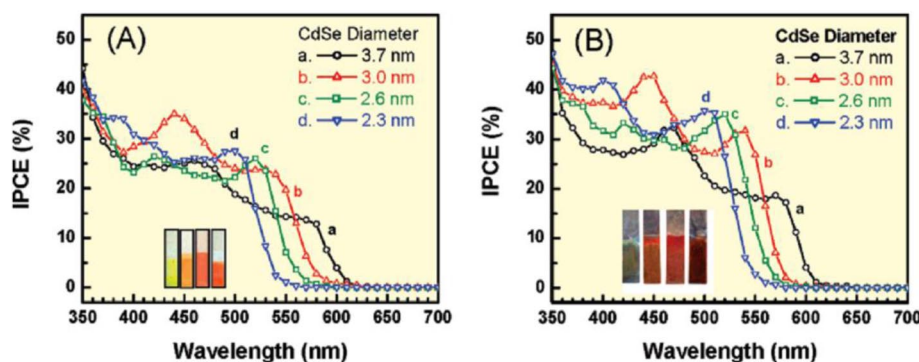 (A)
CdSe Diameter
a. 3.7 nm
b. 3.0 nm
c. 2.6 nm
d. 2.3 nm
d
c
b
a
50
40
30
20
10
0
IPCE (%)
350 400 450 500 550 600 650 700
Wavelength (nm)
(B)
CdSe Diameter
a. 3.7 nm
b. 3.0 nm
c. 2.6 nm
d. 2.3 nm
d
c
b
a
50
40
30
20
10
0
IPCE (%)
350 400 450 500 550 600 650 700
Wavelength (nm)